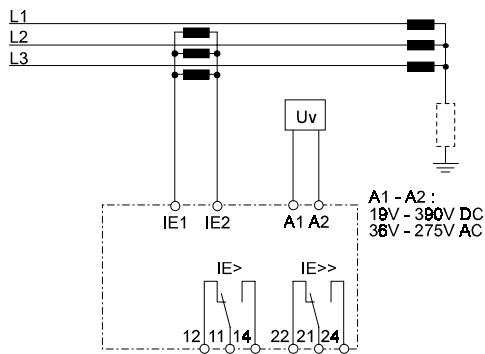 L1
L2
L3
Uv
A1 - A2 :
19V - 390V DC
36V - 275V AC
IE1 IE2 A1 A2
IE> IE>>
12 11 14 22 21 24